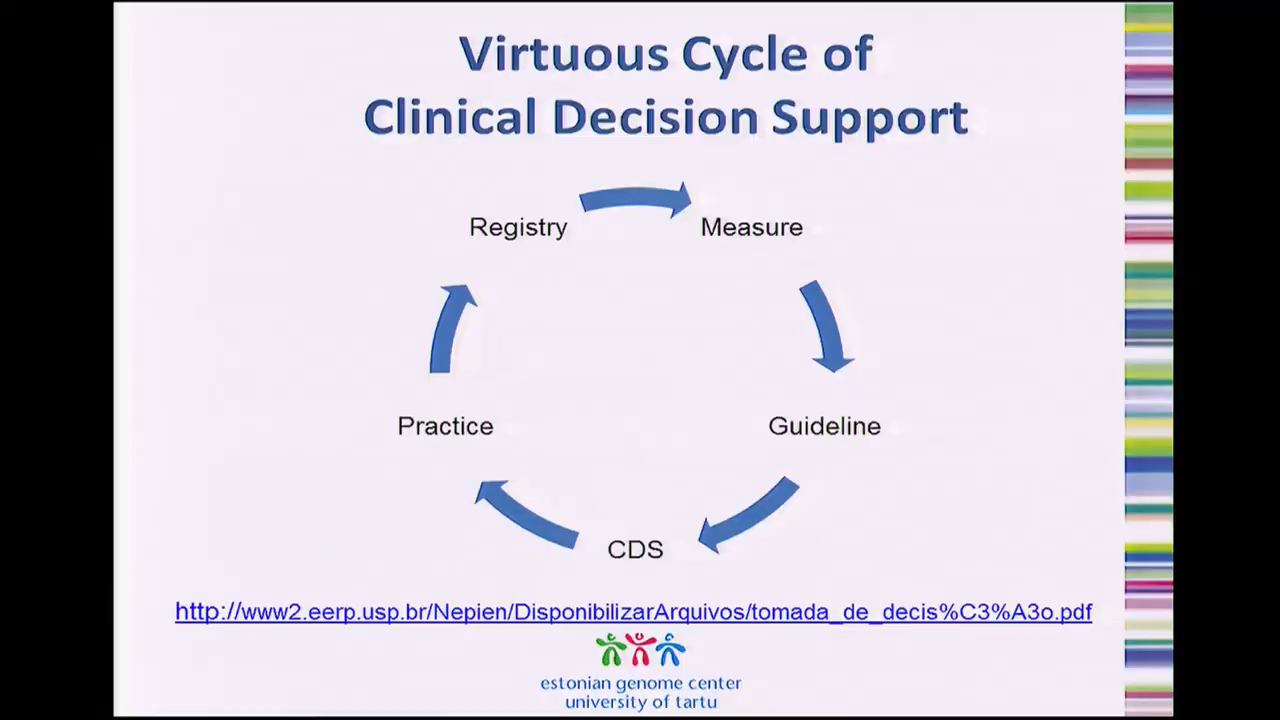 Virtuous Cycle of
Clinical Decision Support
Registry
Measure
Practice
Guideline
CDS
http://www2.eerp.usp.br/Nepien/DisponibilizarArquivos/tomada_de_decis%C3%A3o.pdf
estonian genome center
university of tartu